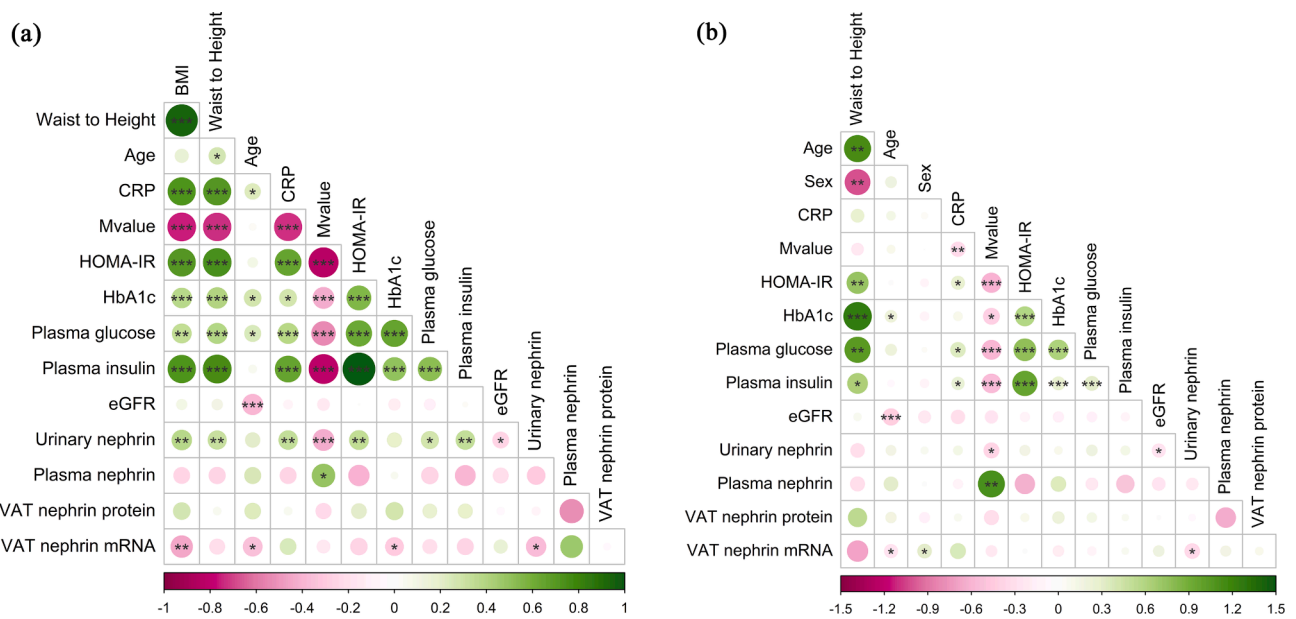 (a)
BMI
Waist to Height
Age
CRP
Mvalue
HOMA-IR
HbA1c
Plasma glucose
Plasma insulin
eGFR
Urinary nephrin
Plasma nephrin
VAT nephrin protein
Waist to Height ***
Age *
CRP *** *** *
Mvalue *** *** ***
HOMA-IR *** *** *** ***
HbA1c *** *** * * *** ***
Plasma glucose ** *** * *** *** *** ***
Plasma insulin *** *** *** *** *** *** ***
eGFR ***
Urinary nephrin ** ** ** *** ** * ** *
Plasma nephrin *
VAT nephrin protein
VAT nephrin mRNA ** * * *
-1 -0.8 -0.6 -0.4 -0.2 0 0.2 0.4 0.6 0.8 1
(b)
Waist to Height
Age
Sex
CRP
Mvalue
HOMA-IR
HbA1c
Plasma glucose
Plasma insulin
eGFR
Urinary nephrin
Plasma nephrin
VAT nephrin protein
Age **
Sex **
CRP
Mvalue **
HOMA-IR ** * ***
HbA1c *** * * ***
Plasma glucose ** * *** *** ***
Plasma insulin * * *** *** *** ***
eGFR ***
Urinary nephrin * *
Plasma nephrin **
VAT nephrin protein
VAT nephrin mRNA * * *
-1.5 -1.2 -0.9 -0.6 -0.3 0 0.3 0.6 0.9 1.2 1.5